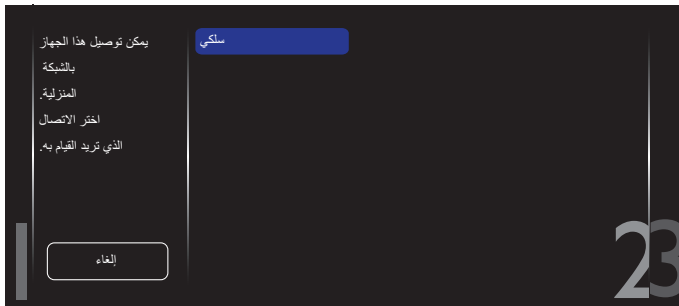 يمكن توصيل هذا الجهاز
بالشبكة
المنزلية.
اختر الاتصال
الذي تريد القيام به.
سلكي
إلغاء
23